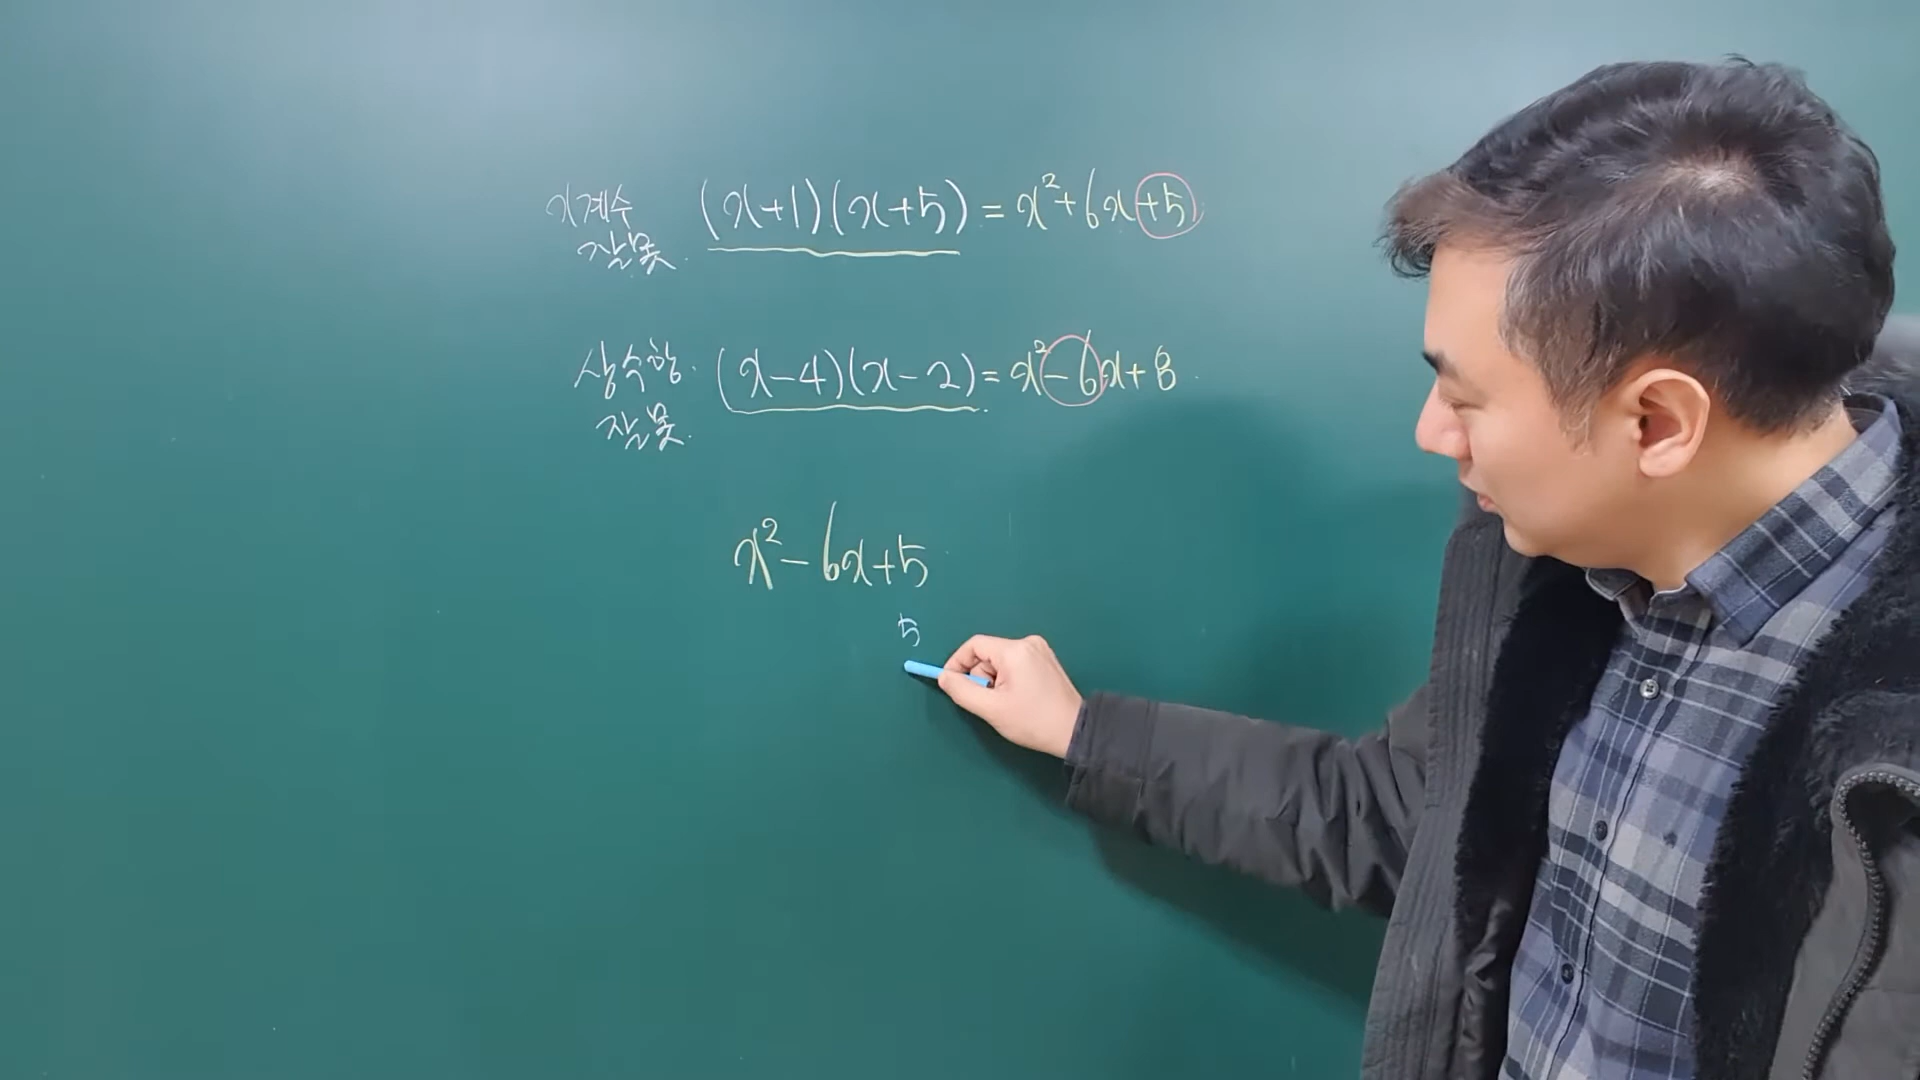 x계수 (x+1)(x+5) = x²+6x+5
잘못.
상수항. (x-4)(x-2) = x²-6x+8
잘못.
x²-6x+5
5